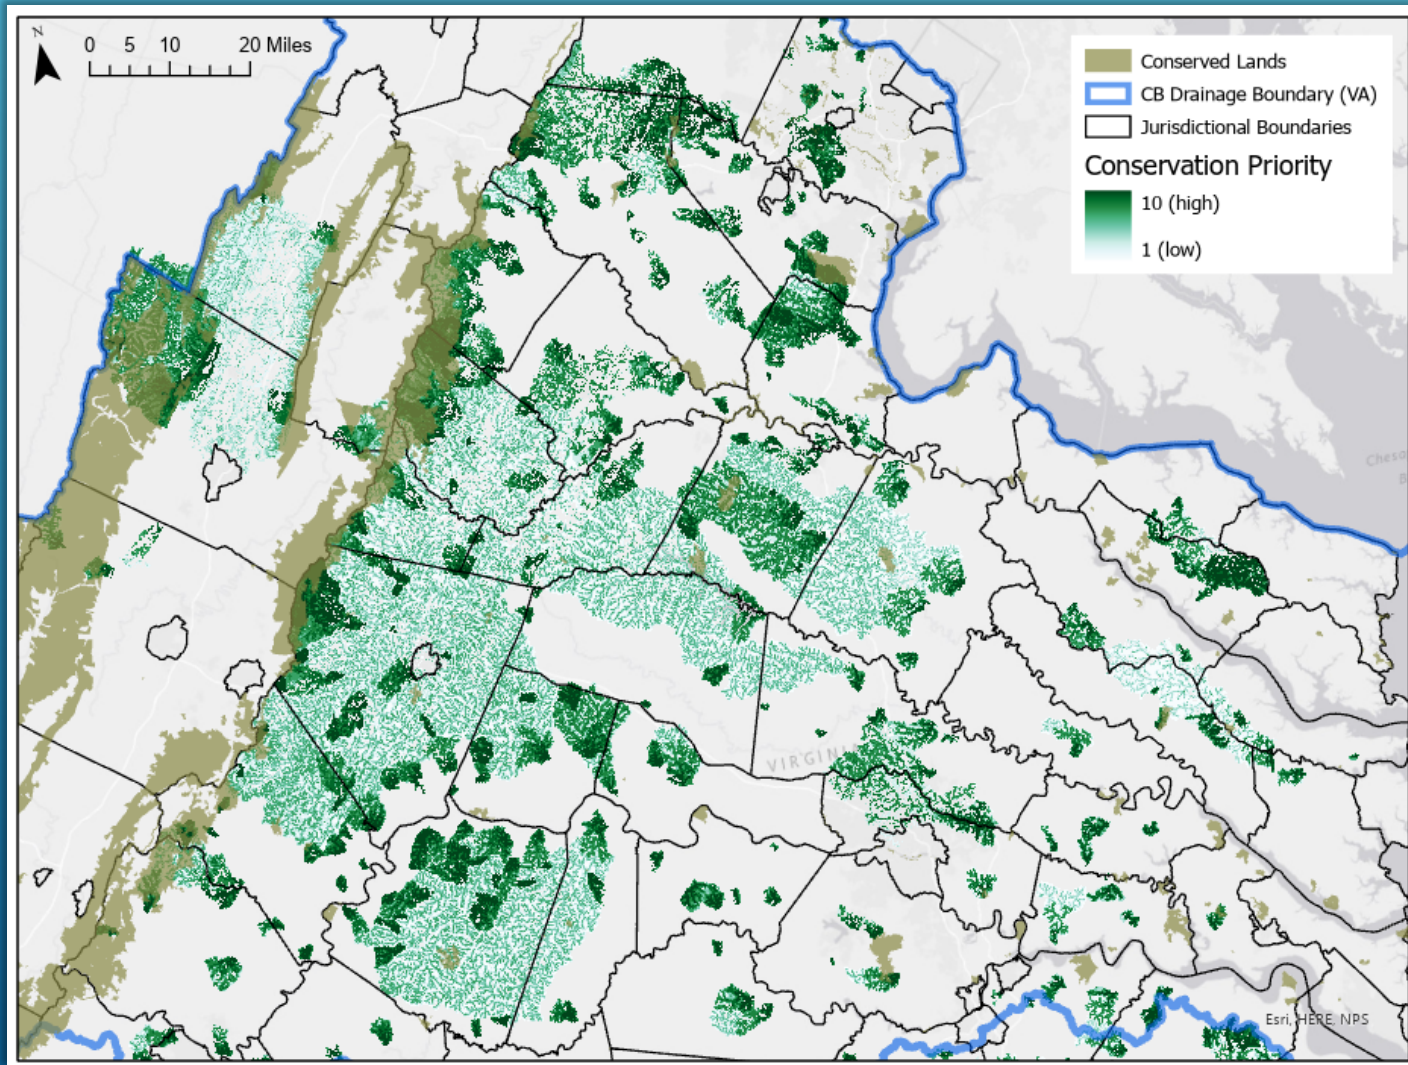 N
0 5 10 20 Miles
Conserved Lands
CB Drainage Boundary (VA)
Jurisdictional Boundaries
Conservation Priority
10 (high)
1 (low)
Chesa
B
VIRGINIA
Esri, HERE, NPS